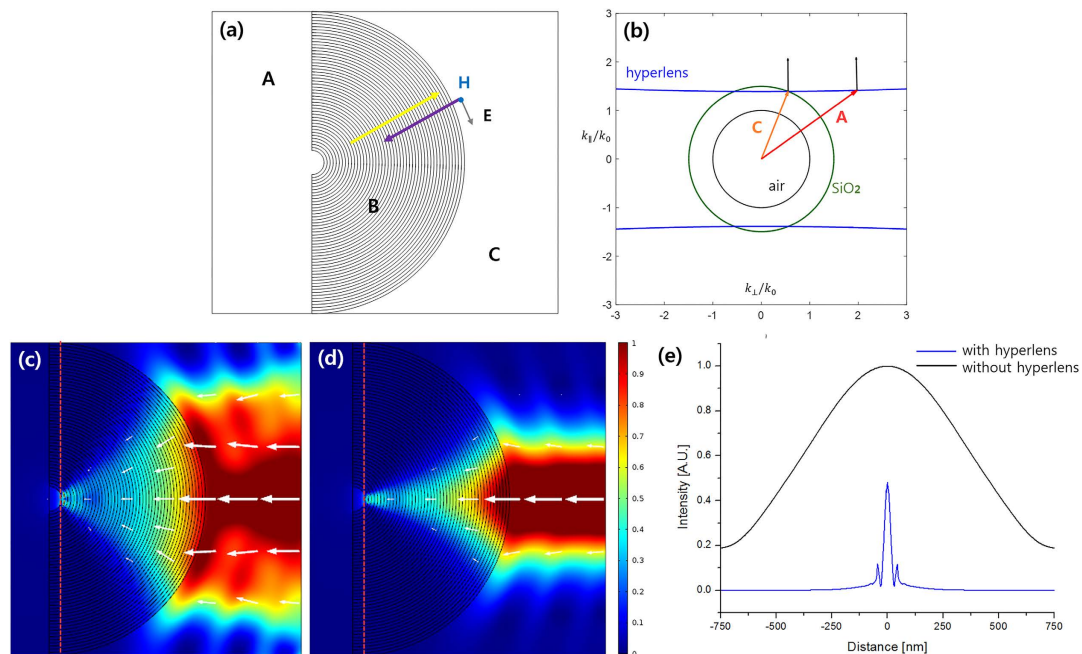 (a)
A
H
E
B
C
(b)
3
2
1
0
-1
-2
-3
hyperlens
k∥/k0
C
A
air
SiO2
k⊥/k0
-3 -2 -1 0 1 2 3
(c)
(d)
1
0.9
0.8
0.7
0.6
0.5
0.4
0.3
0.2
0.1
0
(e)
with hyperlens
without hyperlens
Intensity [A.U.]
1.0
0.8
0.6
0.4
0.2
0.0
-750 -500 -250 0 250 500 750
Distance [nm]